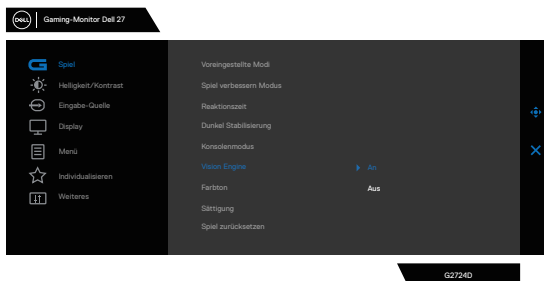 DELL
Gaming-Monitor Dell 27
Spiel
Helligkeit/Kontrast
Eingabe-Quelle
Display
Menü
Individualisieren
Weiteres
Voreingestellte Modi
Spiel verbessern Modus
Reaktionszeit
Dunkel Stabilisierung
Konsolenmodus
Vision Engine
An
Farbton
Aus
Sättigung
Spiel zurücksetzen
G2724D